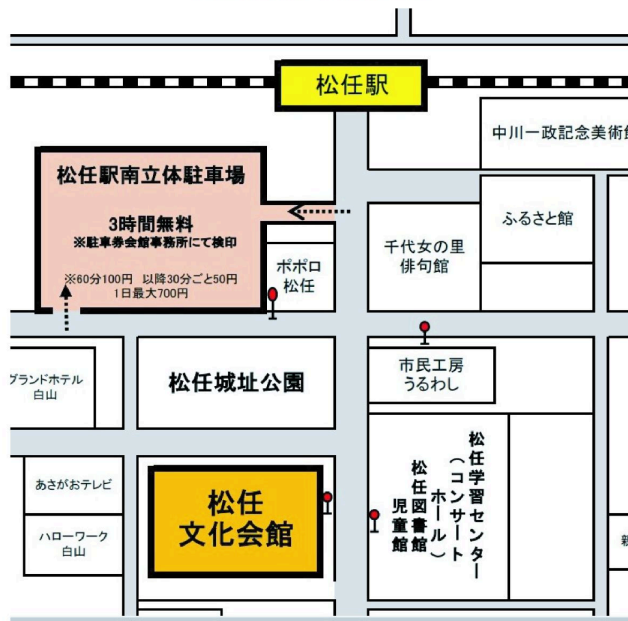 松任駅
中川一政記念美術館
松任駅南立体駐車場
3時間無料
※駐車券会館事務所にて検印
※60分100円 以降30分ごと50円
1日最大700円
ふるさと館
千代女の里
俳句館
ポポロ
松任
グランドホテル
白山
松任城址公園
市民工房
うるわし
松任学習センター
（コンサート
ホール）
松任図書館
児童館
あさがおテレビ
松任
文化会館
ハローワーク
白山